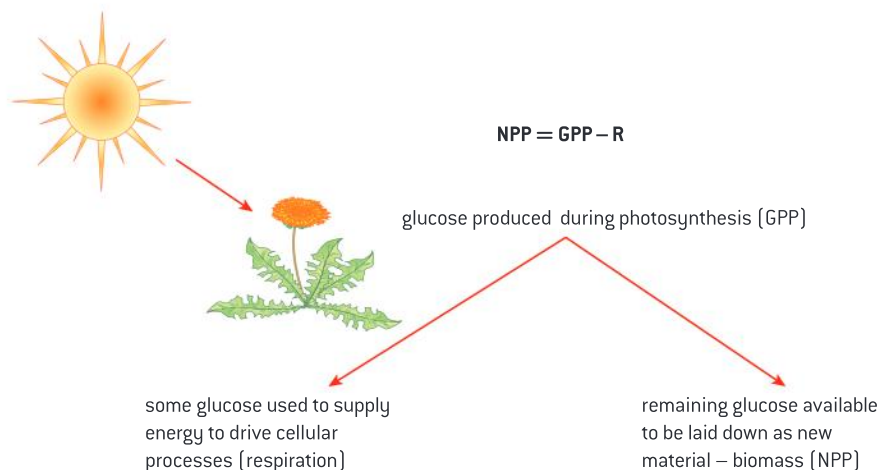 NPP = GPP – R
glucose produced during photosynthesis (GPP)
some glucose used to supply
energy to drive cellular
processes (respiration)
remaining glucose available
to be laid down as new
material – biomass (NPP)